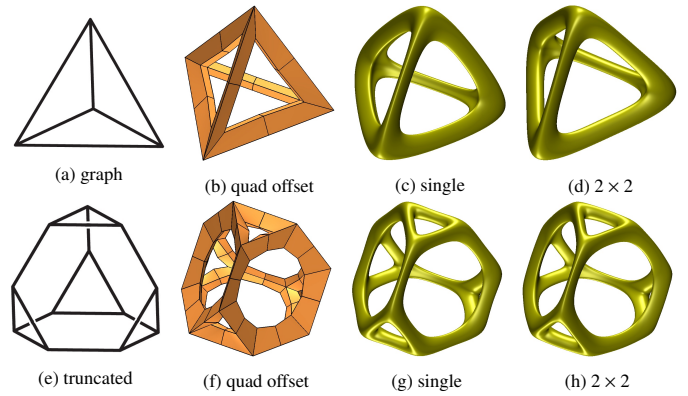 (a) graph
(b) quad offset
(c) single
(d) 2 × 2
(e) truncated
(f) quad offset
(g) single
(h) 2 × 2